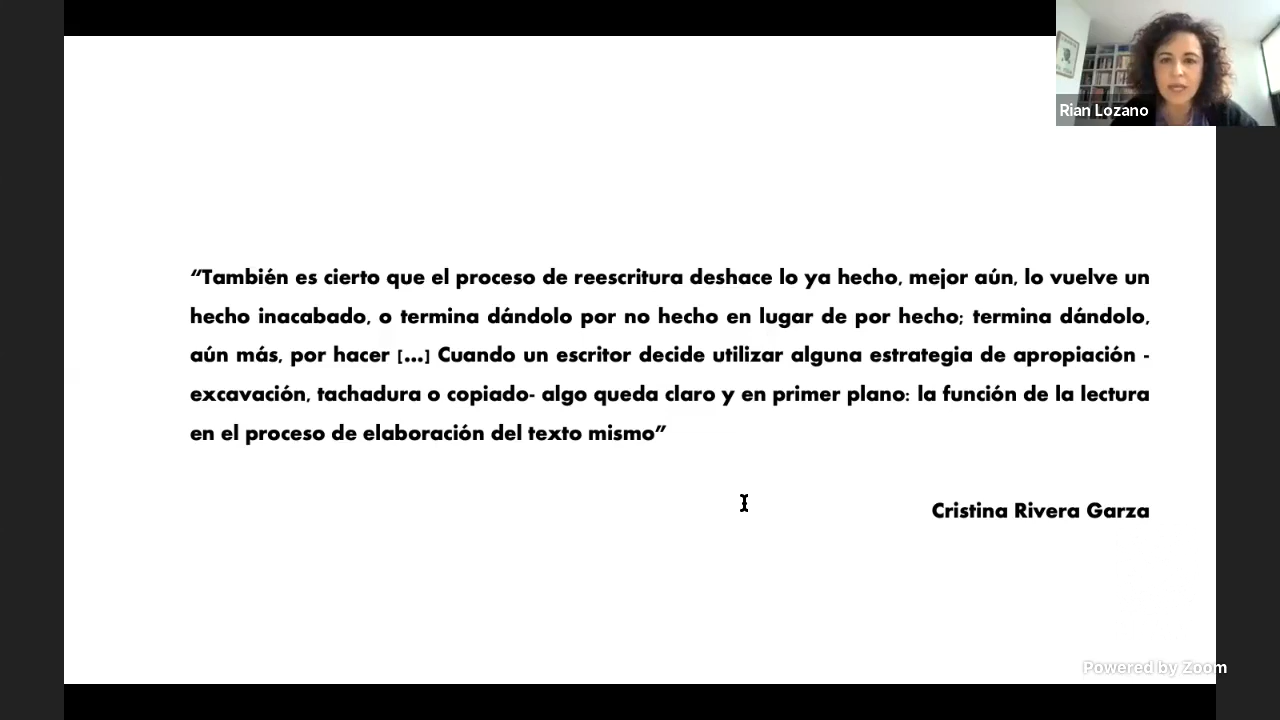 Rian Lozano
“También es cierto que el proceso de reescritura deshace lo ya hecho, mejor aún, lo vuelve un
hecho inacabado, o termina dándolo por no hecho en lugar de por hecho; termina dándolo,
aún más, por hacer [...] Cuando un escritor decide utilizar alguna estrategia de apropiación -
excavación, tachadura o copiado- algo queda claro y en primer plano: la función de la lectura
en el proceso de elaboración del texto mismo”
Cristina Rivera Garza
Powered by Zoom